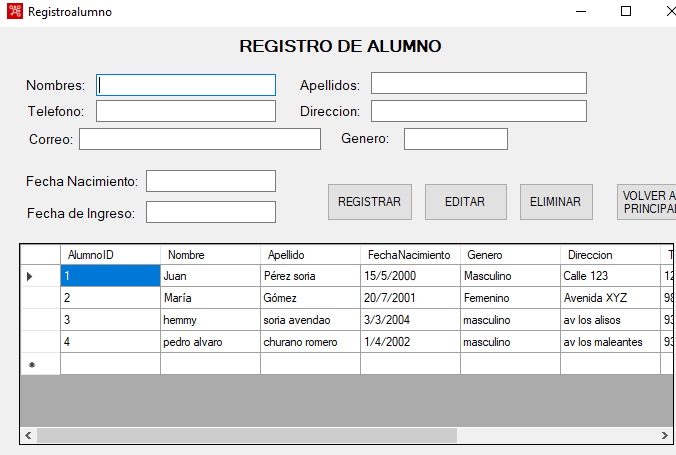 Registroalumno
REGISTRO DE ALUMNO
Nombres: Apellidos:
Telefono: Direccion:
Correo: Genero:
Fecha Nacimiento:
Fecha de Ingreso:
REGISTRAR EDITAR ELIMINAR VOLVER A
PRINCIPAL
AlumnoID Nombre Apellido FechaNacimiento Genero Direccion T
1 Juan Pérez soria 15/5/2000 Masculino Calle 123 12
2 María Gómez 20/7/2001 Femenino Avenida XYZ 98
3 hemmy soria avendao 3/3/2004 masculino av los alisos 93
4 pedro alvaro churano romero 1/4/2002 masculino av los maleantes 93